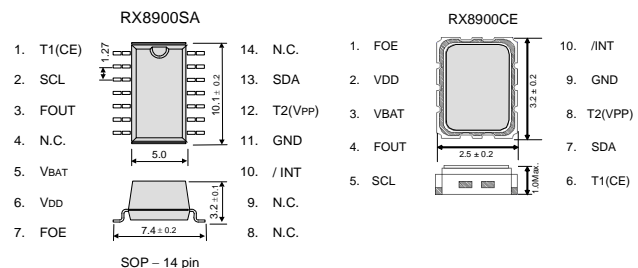 RX8900SA
1. T1(CE)
2. SCL
3. FOUT
4. N.C.
5. VBAT
6. VDD
7. FOE
1.27
10.1 ± 0.2
5.0
3.2 ± 0.1
7.4 ± 0.2
14. N.C.
13. SDA
12. T2(VPP)
11. GND
10. / INT
9. N.C.
8. N.C.
SOP – 14 pin
RX8900CE
1. FOE
2. VDD
3. VBAT
4. FOUT
5. SCL
3.2 ± 0.2
2.5 ± 0.2
1.0Max.
10. /INT
9. GND
8. T2(VPP)
7. SDA
6. T1(CE)